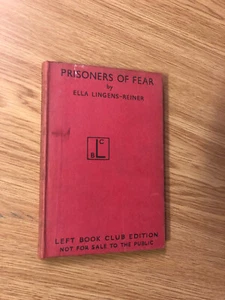 PRISONERS OF FEAR
by
ELLA LINGENS-REINER
L B C
LEFT BOOK CLUB EDITION
NOT FOR SALE TO THE PUBLIC